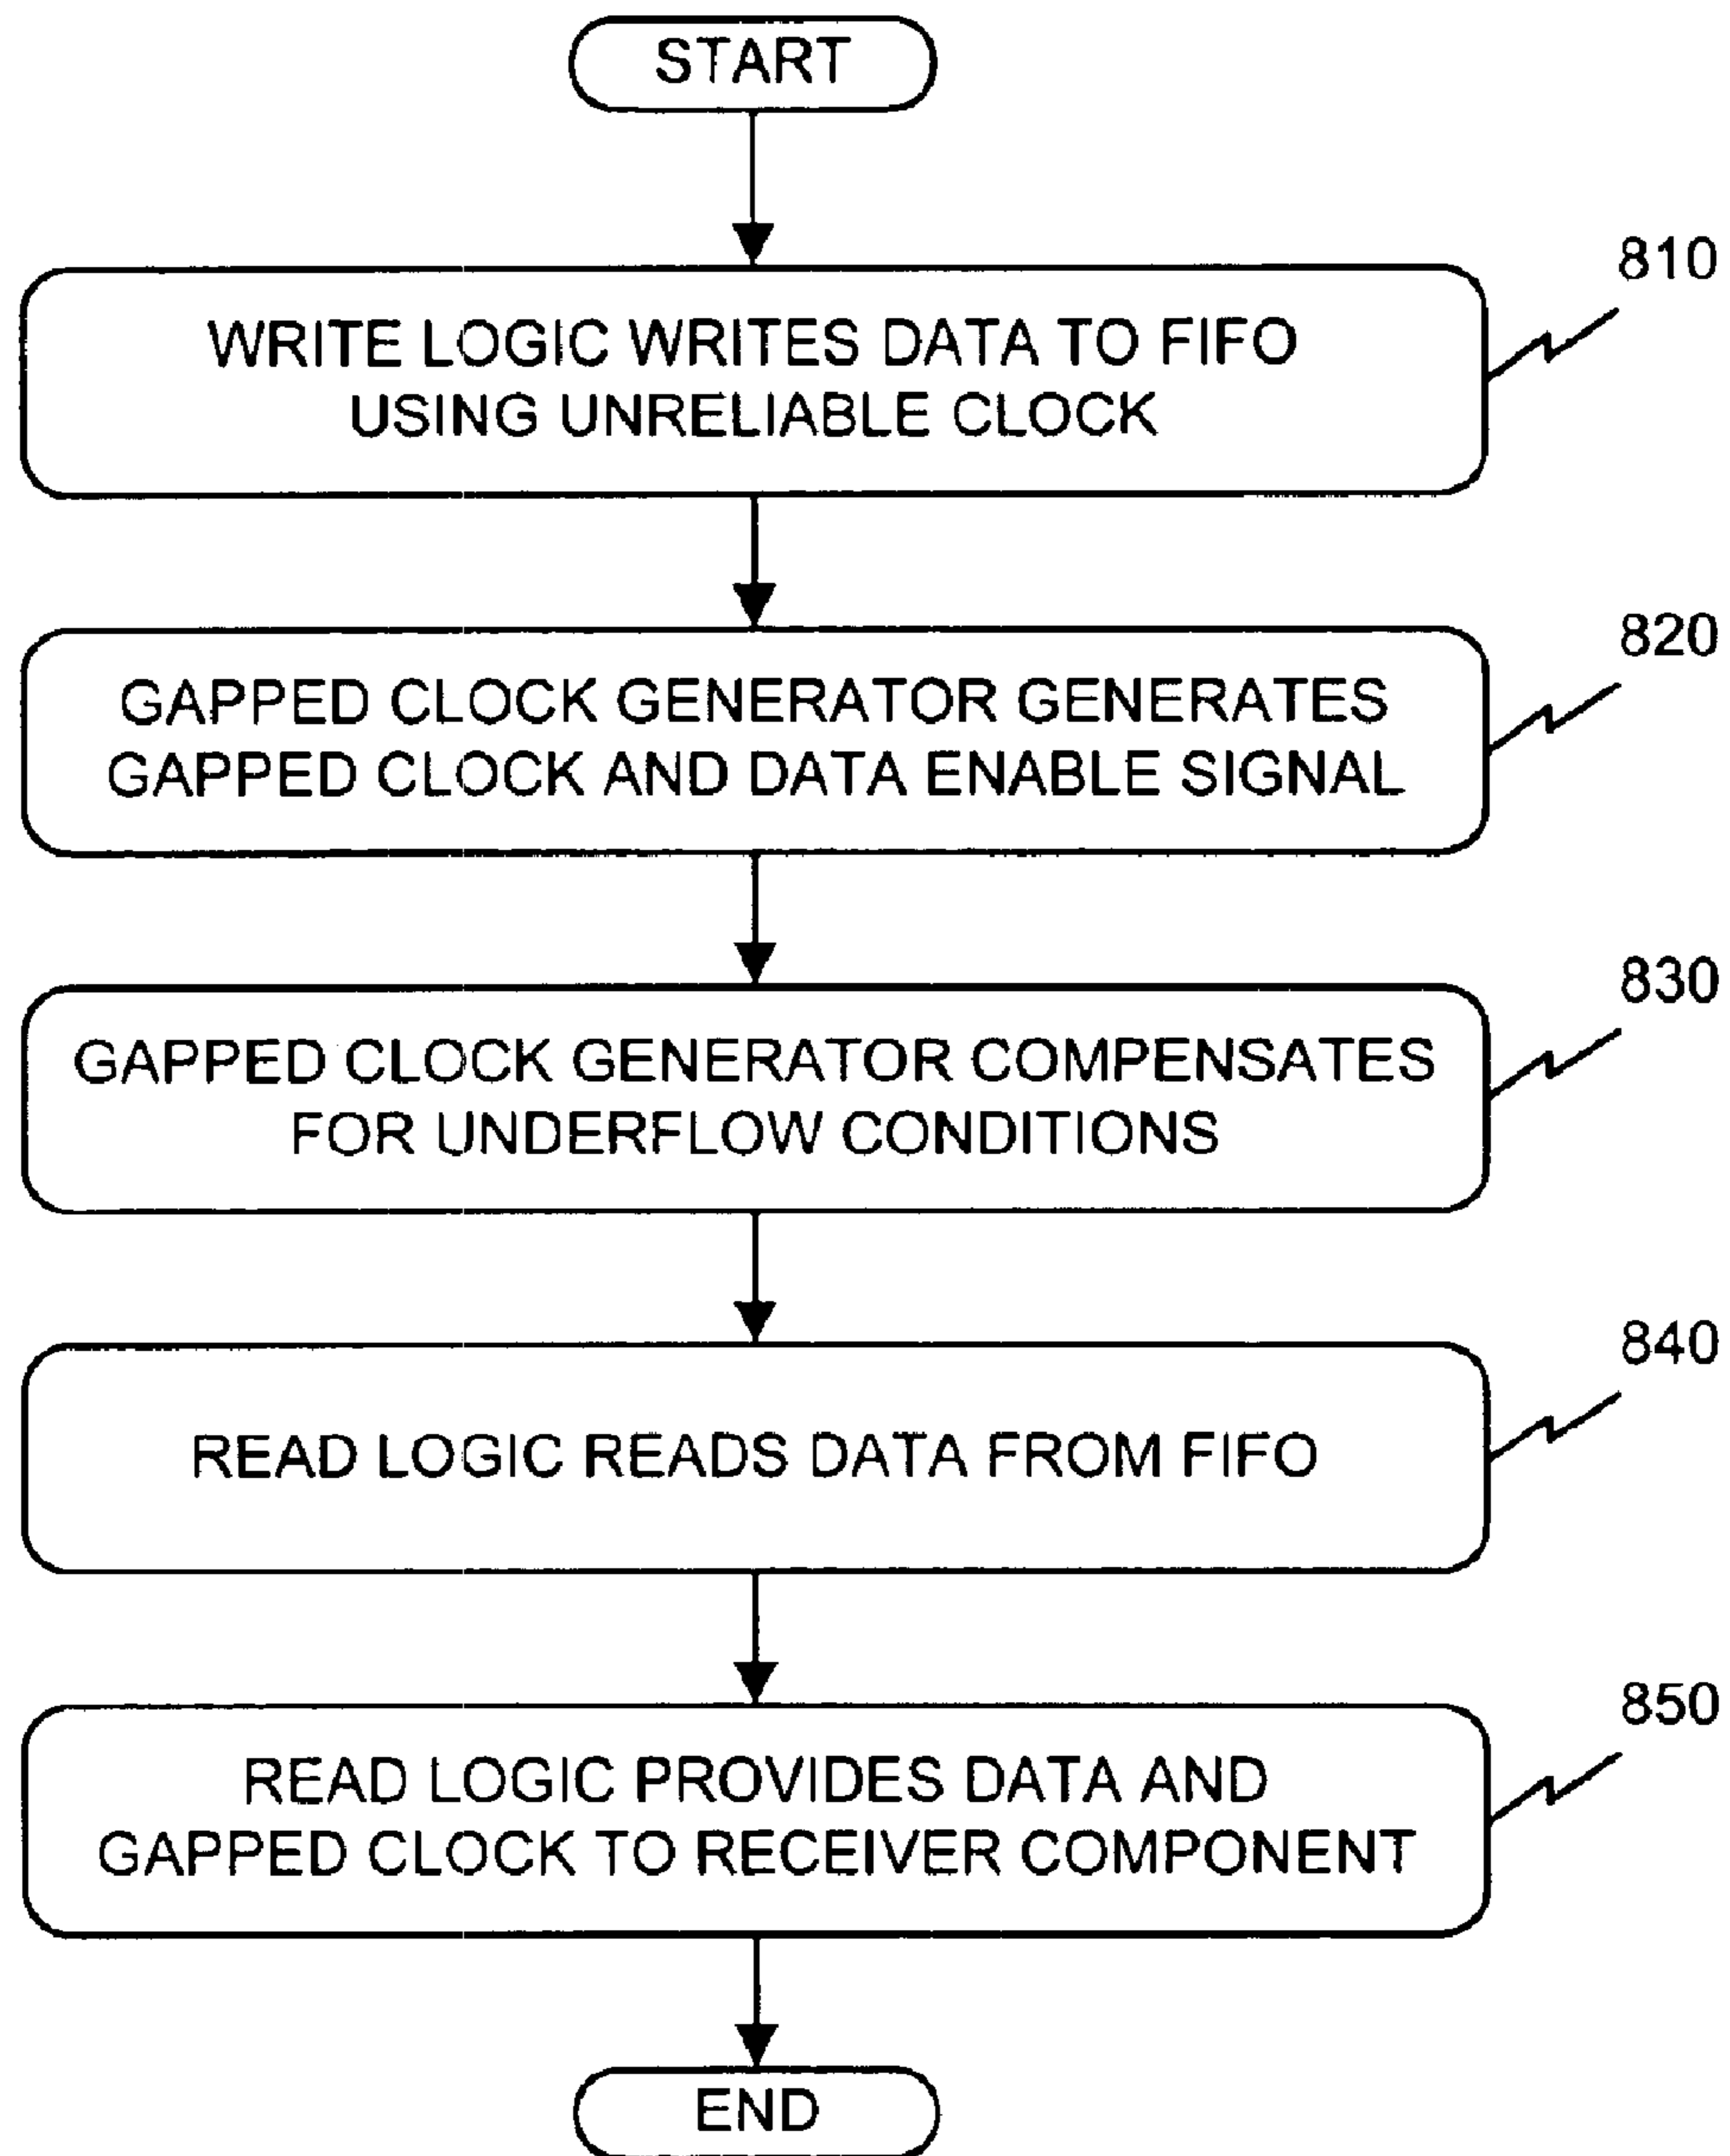 START
810
WRITE LOGIC WRITES DATA TO FIFO
USING UNRELIABLE CLOCK
820
GAPPED CLOCK GENERATOR GENERATES
GAPPED CLOCK AND DATA ENABLE SIGNAL
830
GAPPED CLOCK GENERATOR COMPENSATES
FOR UNDERFLOW CONDITIONS
840
READ LOGIC READS DATA FROM FIFO
850
READ LOGIC PROVIDES DATA AND
GAPPED CLOCK TO RECEIVER COMPONENT
END